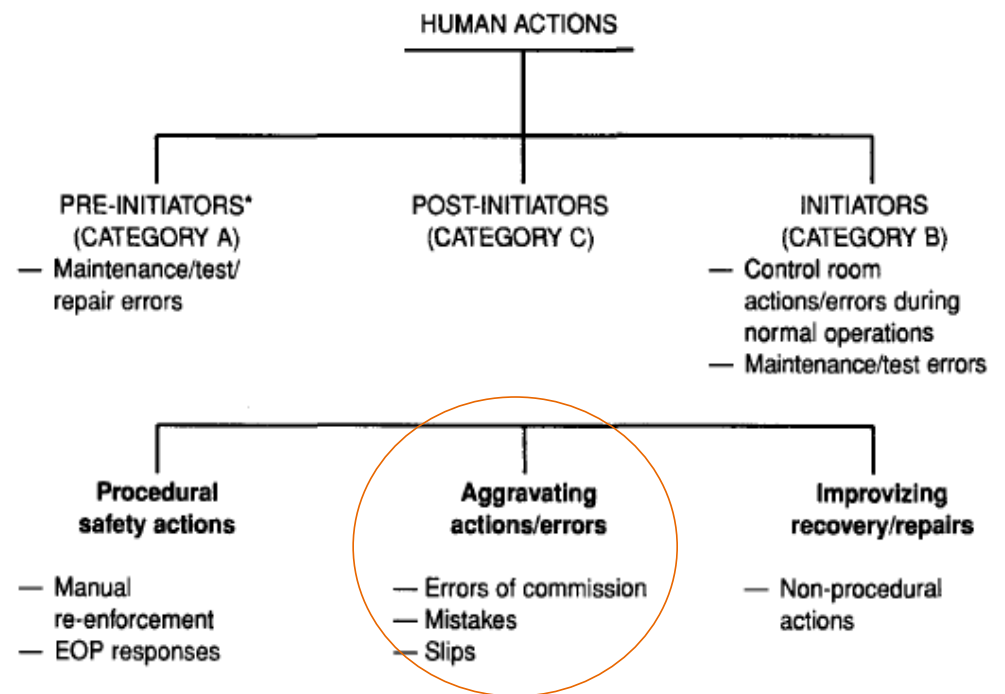 HUMAN ACTIONS
PRE-INITIATORS*
(CATEGORY A)
— Maintenance/test/
repair errors
POST-INITIATORS
(CATEGORY C)
INITIATORS
(CATEGORY B)
— Control room
actions/errors during
normal operations
— Maintenance/test errors
Procedural
safety actions
— Manual
re-enforcement
— EOP responses
Aggravating
actions/errors
— Errors of commission
— Mistakes
— Slips
Improvizing
recovery/repairs
— Non-procedural
actions